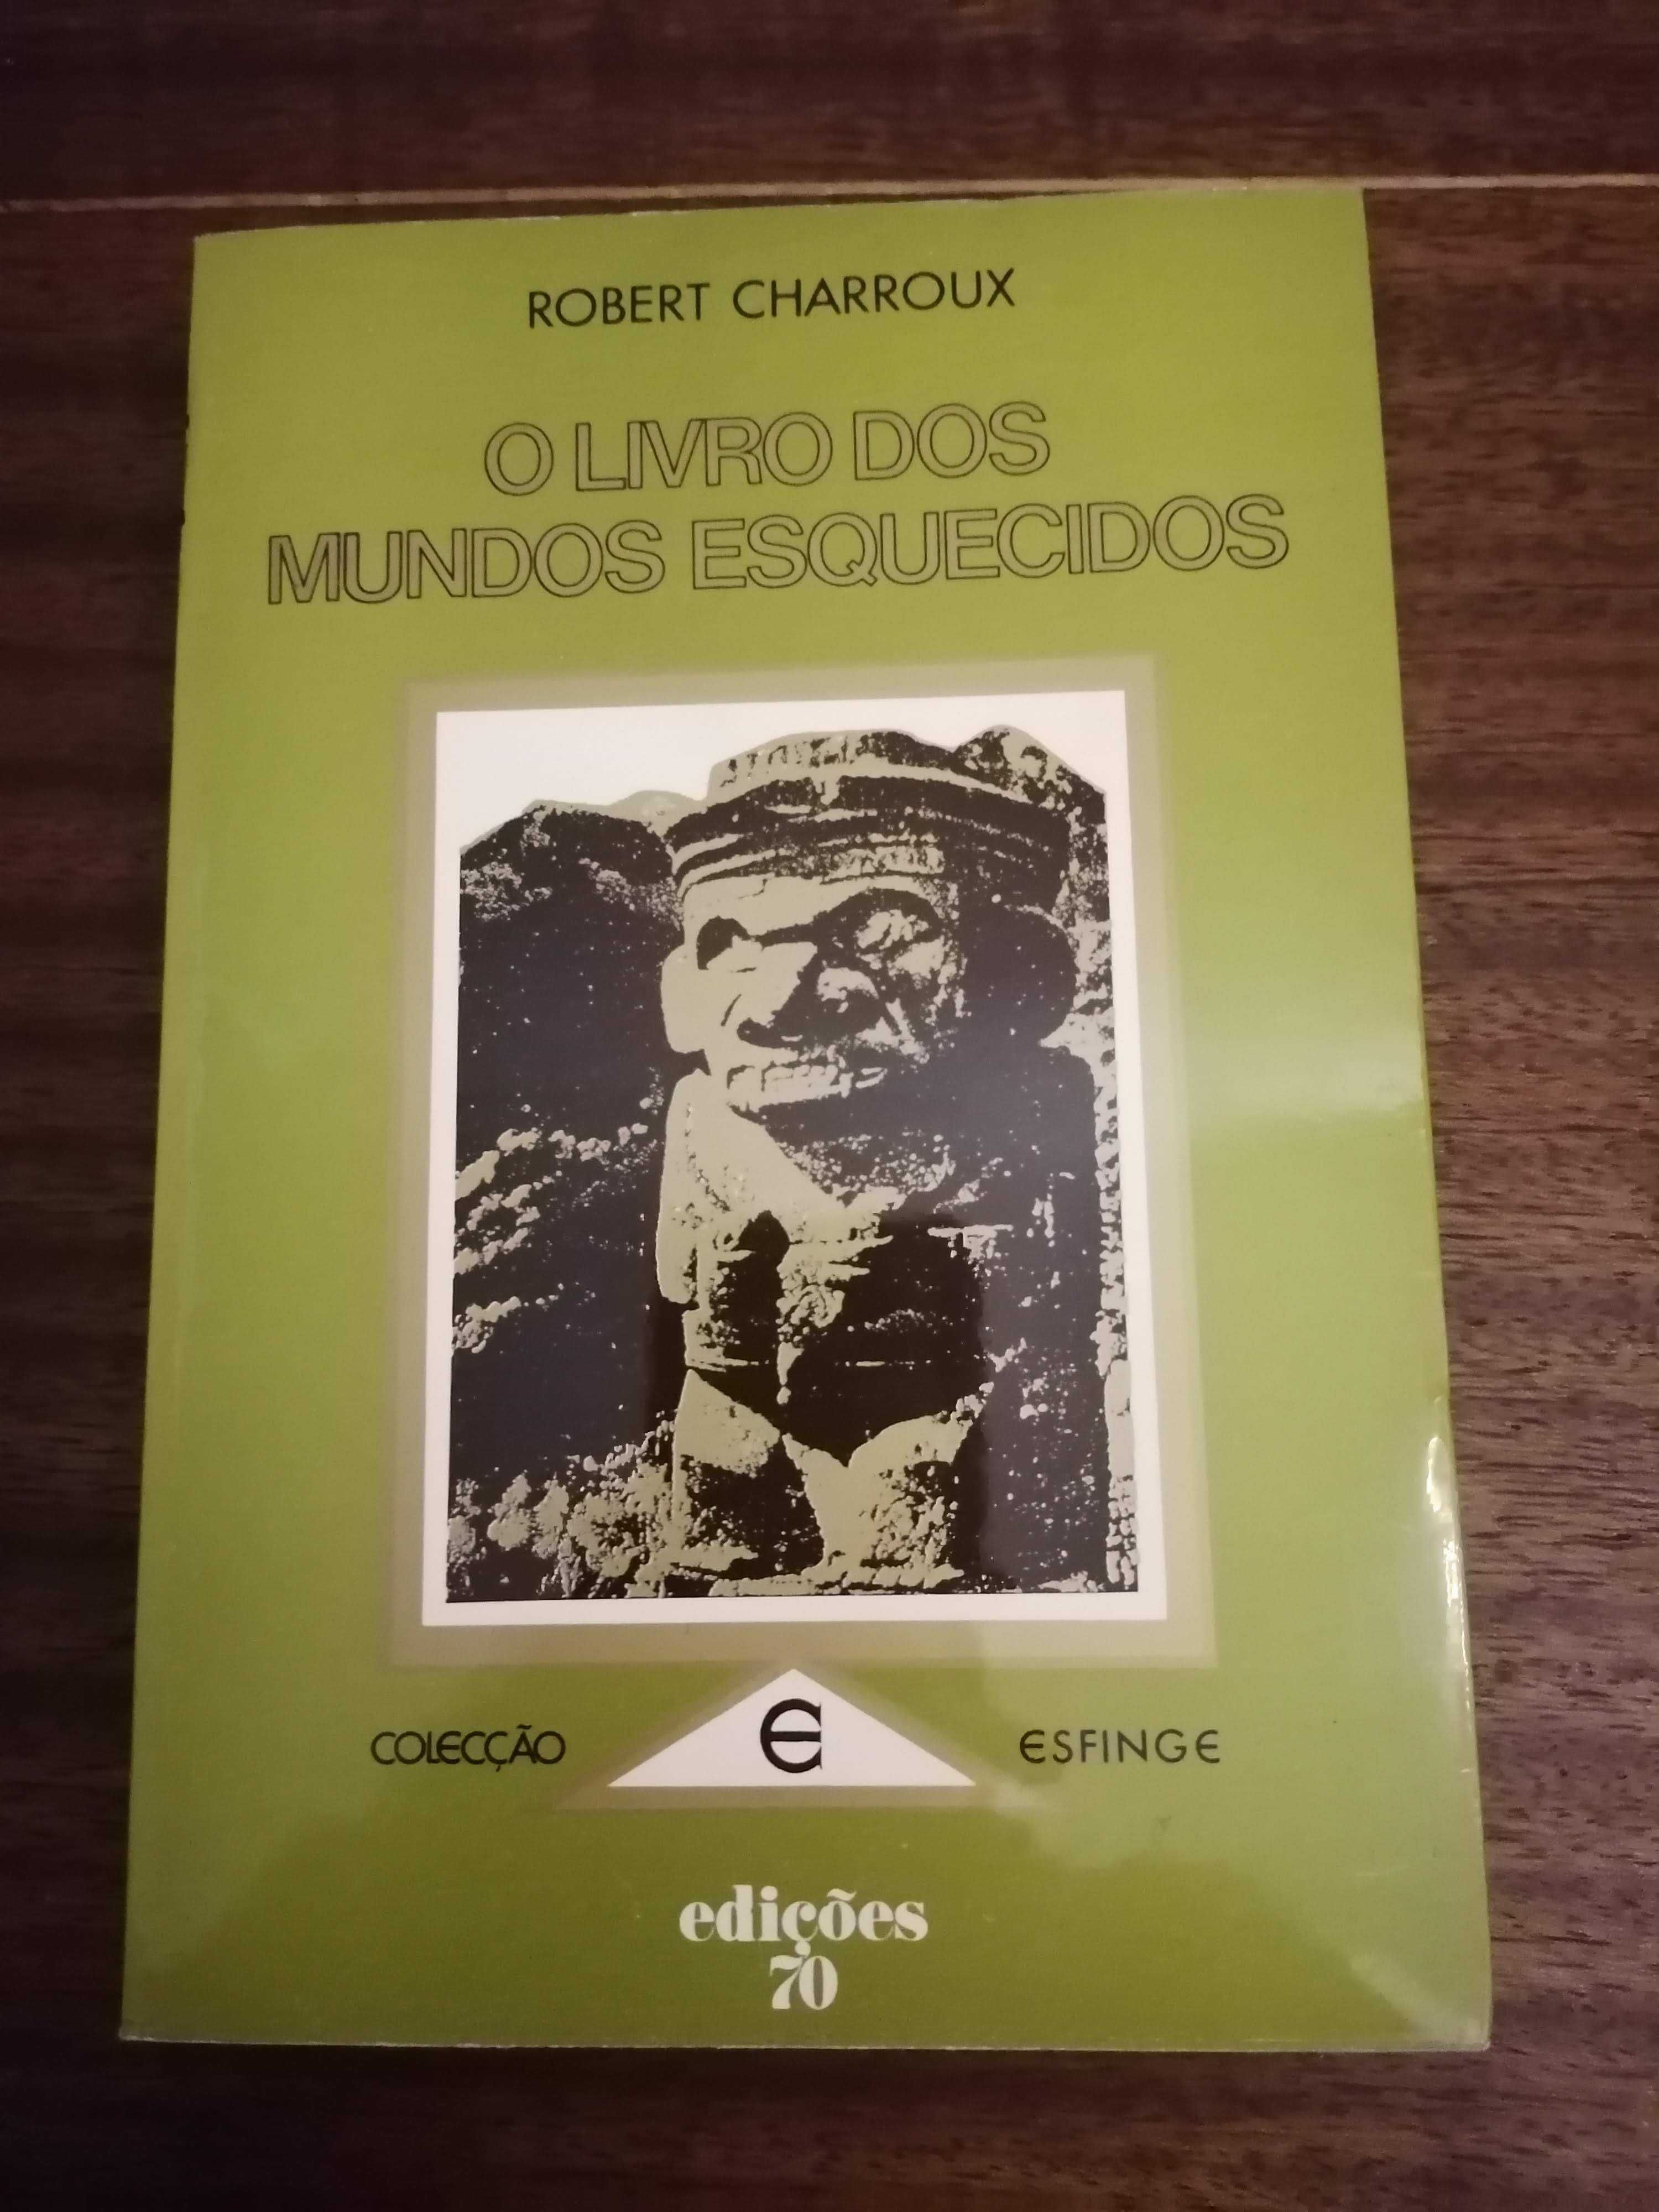 ROBERT CHARROUX
O LIVRO DOS
MUNDOS ESQUECIDOS
COLECÇÃO E ESFINGE
edições
70